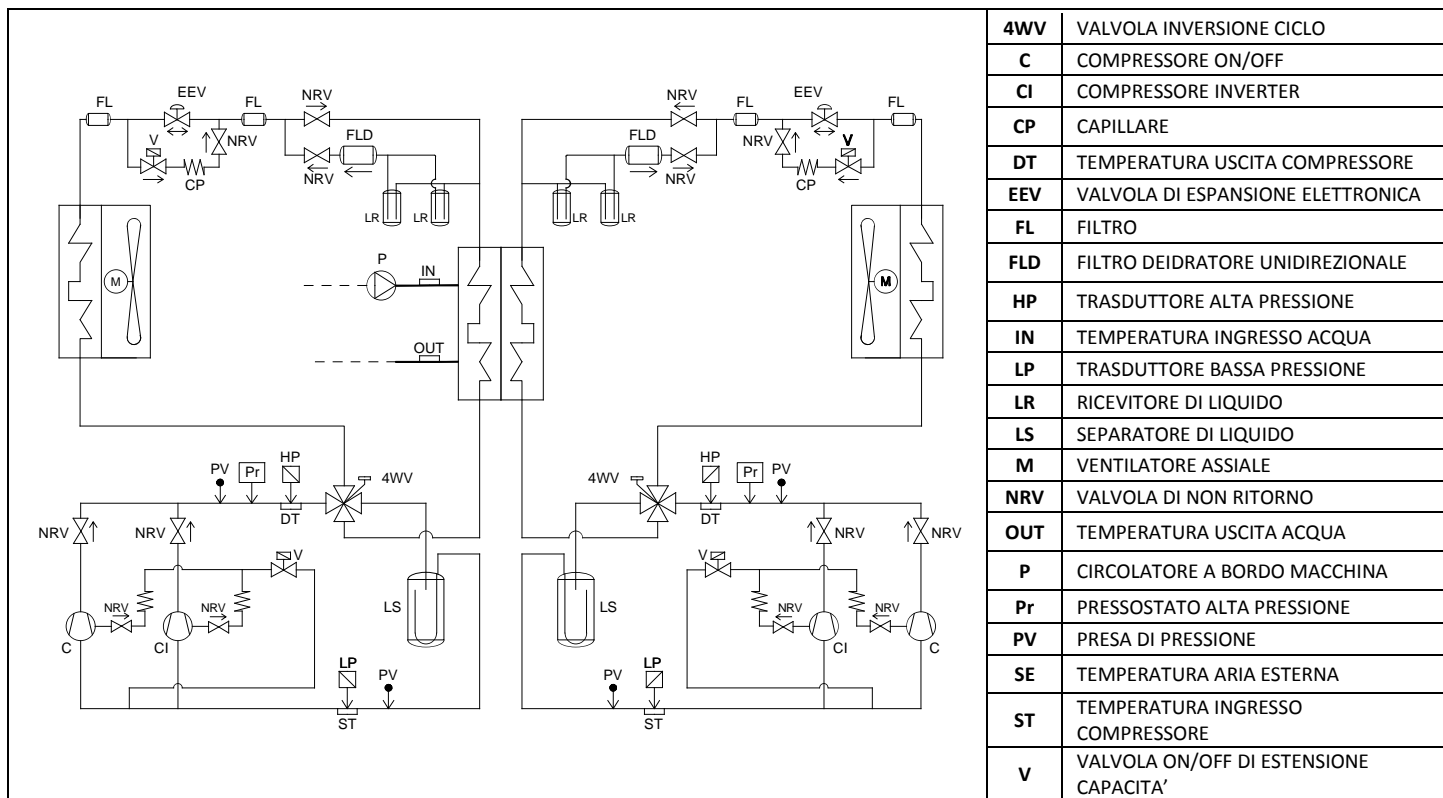 FL
EEV
FL
NRV
V
NRV
CP
NRV
FLD
LR
LR
M
P
IN
OUT
NRV
FL
EEV
FL
NRV
V
CP
FLD
NRV
LR
LR
M
PV
Pr
HP
DT
4WV
NRV
NRV
V
NRV
NRV
C
CI
LS
LP
ST
PV
4WV
HP
DT
Pr
PV
NRV
NRV
V
NRV
NRV
CI
C
LS
PV
LP
ST
4WV VALVOLA INVERSIONE CICLO
C COMPRESSORE ON/OFF
CI COMPRESSORE INVERTER
CP CAPILLARE
DT TEMPERATURA USCITA COMPRESSORE
EEV VALVOLA DI ESPANSIONE ELETTRONICA
FL FILTRO
FLD FILTRO DEIDRATORE UNIDIREZIONALE
HP TRASDUTTORE ALTA PRESSIONE
IN TEMPERATURA INGRESSO ACQUA
LP TRASDUTTORE BASSA PRESSIONE
LR RICEVITORE DI LIQUIDO
LS SEPARATORE DI LIQUIDO
M VENTILATORE ASSIALE
NRV VALVOLA DI NON RITORNO
OUT TEMPERATURA USCITA ACQUA
P CIRCOLATORE A BORDO MACCHINA
Pr PRESSOSTATO ALTA PRESSIONE
PV PRESA DI PRESSIONE
SE TEMPERATURA ARIA ESTERNA
ST TEMPERATURA INGRESSO
COMPRESSORE
V VALVOLA ON/OFF DI ESTENSIONE
CAPACITA’